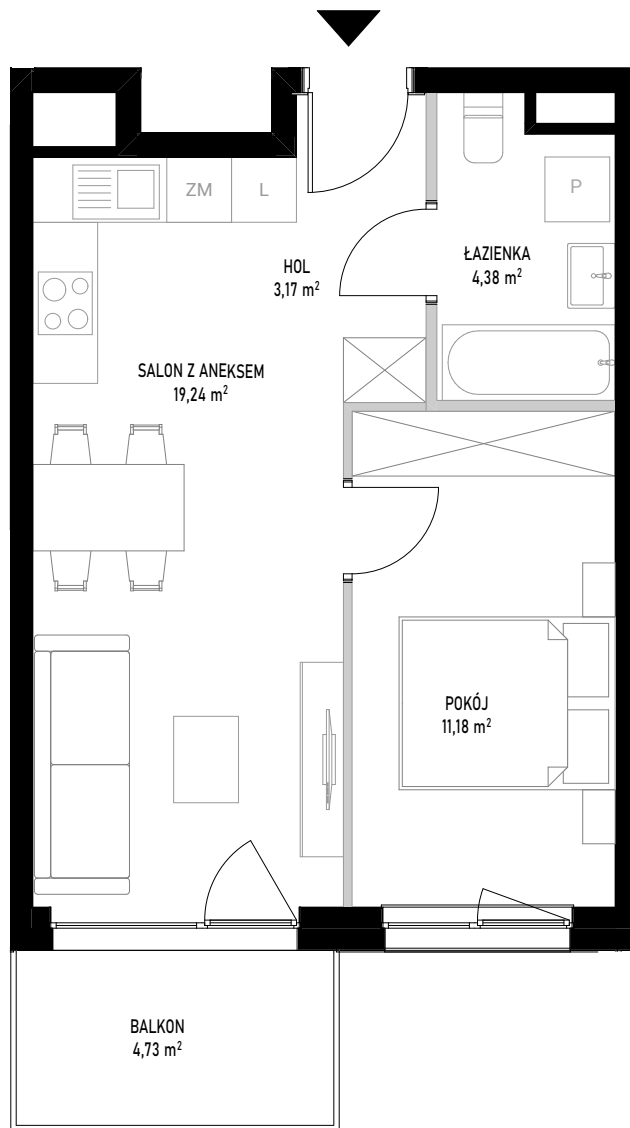 ZM
L
P
HOL
3,17 m²
ŁAZIENKA
4,38 m²
SALON Z ANEKSEM
19,24 m²
POKÓJ
11,18 m²
BALKON
4,73 m²